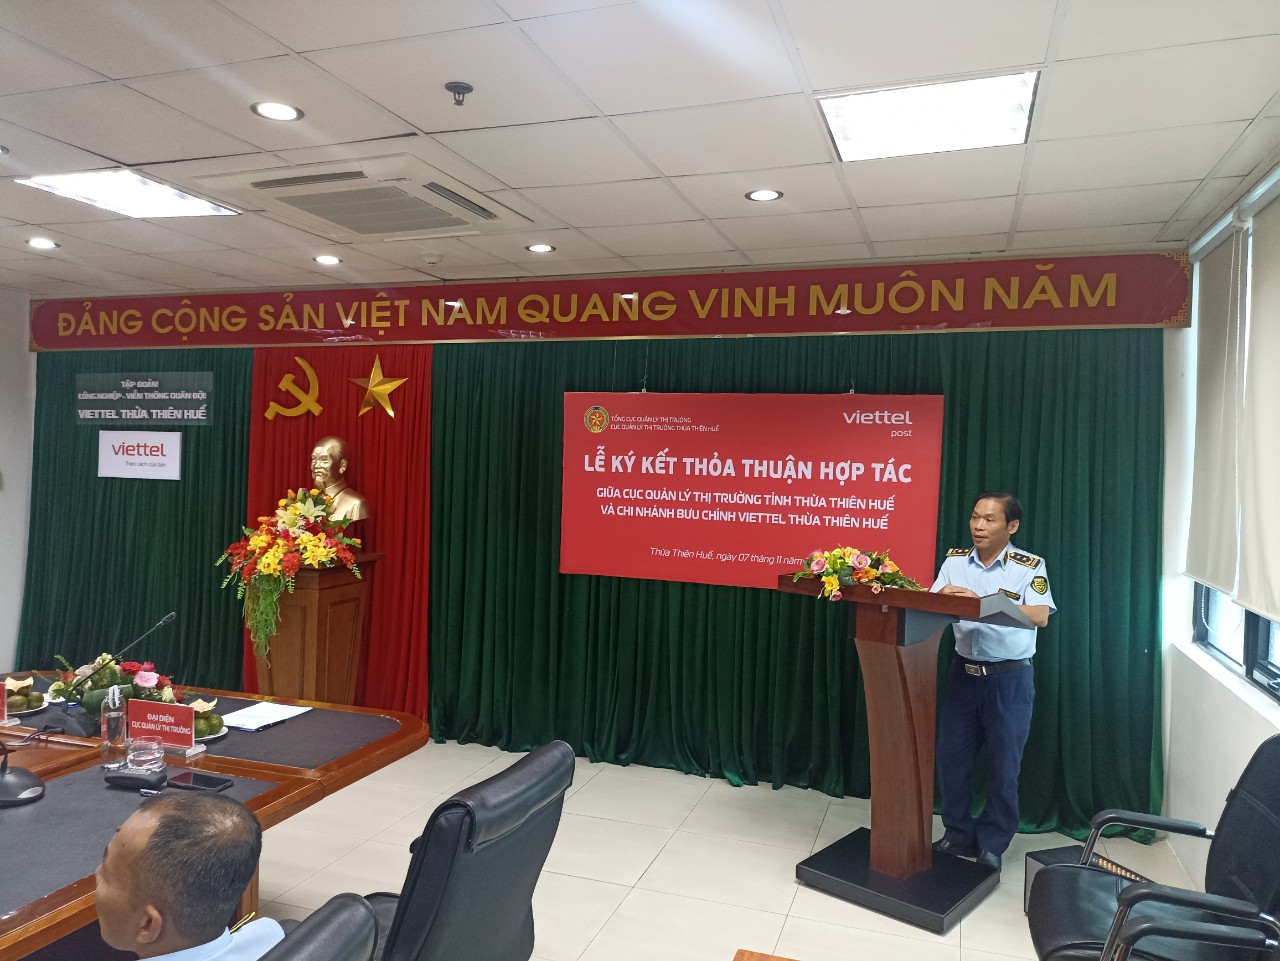 ĐẢNG CỘNG SẢN VIỆT NAM QUANG VINH MUÔN NĂM
TẬP ĐOÀN
CÔNG NGHIỆP - VIỄN THÔNG QUÂN ĐỘI
VIETTEL THỪA THIÊN HUẾ
viettel
Theo cách của bạn
TỔNG CỤC QUẢN LÝ THỊ TRƯỜNG
CỤC QUẢN LÝ THỊ TRƯỜNG THỪA THIÊN HUẾ
viettel
post
LỄ KÝ KẾT THỎA THUẬN HỢP TÁC
GIỮA CỤC QUẢN LÝ THỊ TRƯỜNG TỈNH THỪA THIÊN HUẾ
VÀ CHI NHÁNH BƯU CHÍNH VIETTEL THỪA THIÊN HUẾ
Thừa Thiên Huế, ngày 07 tháng 11 năm
ĐẠI DIỆN
CỤC QUẢN LÝ THỊ TRƯỜNG